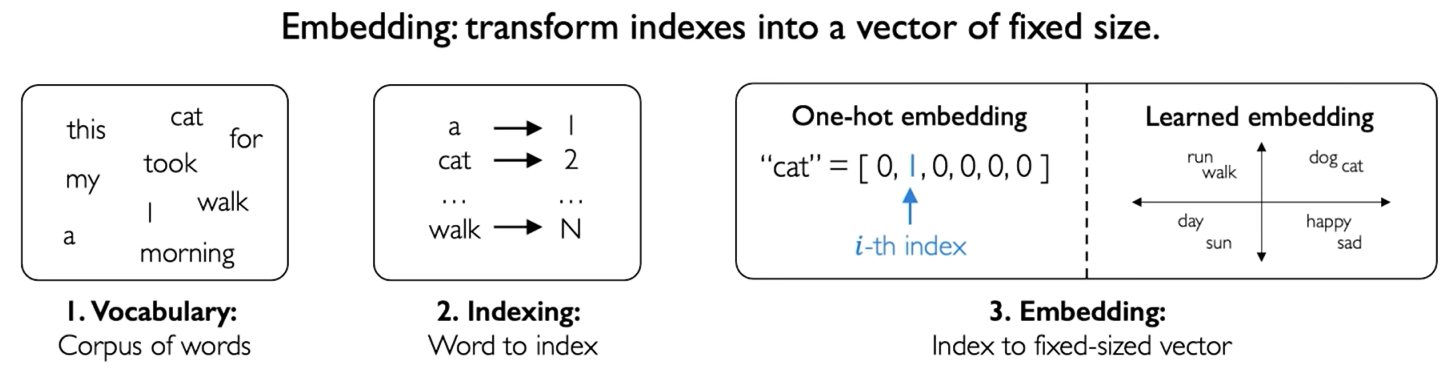 Embedding: transform indexes into a vector of fixed size.
this
cat
for
took
my
I
walk
a
morning
1. Vocabulary:
Corpus of words
a → 1
cat → 2
... ...
walk → N
2. Indexing:
Word to index
One-hot embedding
“cat” = [ 0, 1, 0, 0, 0, 0 ]
i-th index
Learned embedding
run
walk
dog
cat
day
sun
happy
sad
3. Embedding:
Index to fixed-sized vector